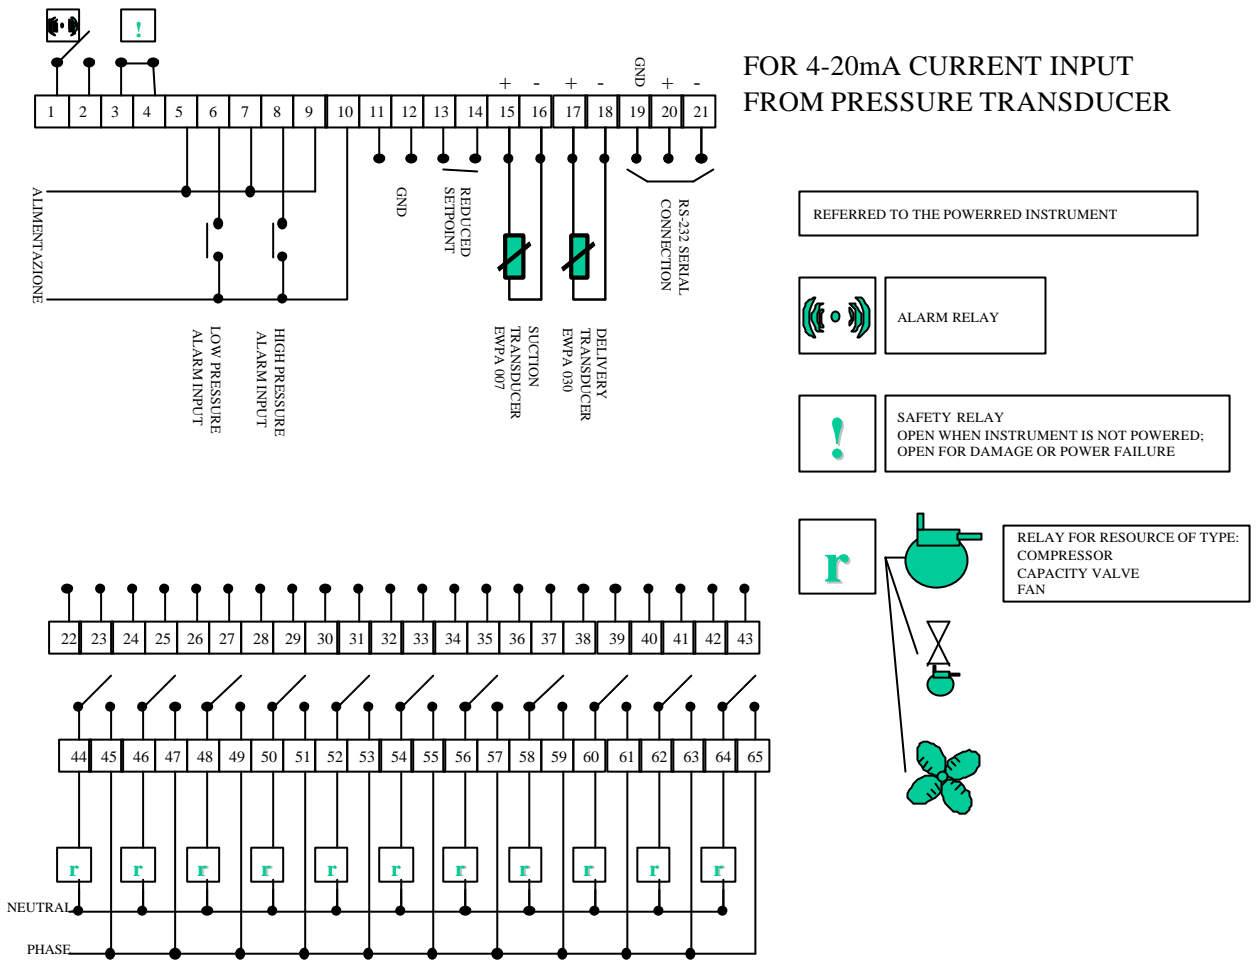 !
FOR 4-20mA CURRENT INPUT
FROM PRESSURE TRANSDUCER
+ - + - GND + -
1 2 3 4 5 6 7 8 9 10 11 12 13 14 15 16 17 18 19 20 21
ALIMENTAZIONE
GND
REDUCED
SETPOINT
RS-232 SERIAL
CONNECTION
LOW PRESSURE
ALARM INPUT
HIGH PRESSURE
ALARM INPUT
SUCTION
TRANSDUCER
EWPA 007
DELIVERY
TRANSDUCER
EWPA 030
REFERRED TO THE POWERRED INSTRUMENT
ALARM RELAY
!
SAFETY RELAY
OPEN WHEN INSTRUMENT IS NOT POWERED;
OPEN FOR DAMAGE OR POWER FAILURE
r
RELAY FOR RESOURCE OF TYPE:
COMPRESSOR
CAPACITY VALVE
FAN
22 23 24 25 26 27 28 29 30 31 32 33 34 35 36 37 38 39 40 41 42 43
44 45 46 47 48 49 50 51 52 53 54 55 56 57 58 59 60 61 62 63 64 65
r r r r r r r r r r r
NEUTRAL
PHASE